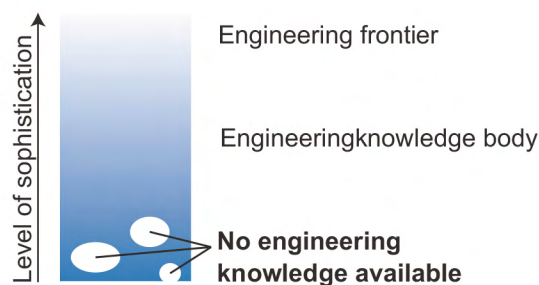 Level of sophistication
Engineering frontier
Engineeringknowledge body
No engineering
knowledge available